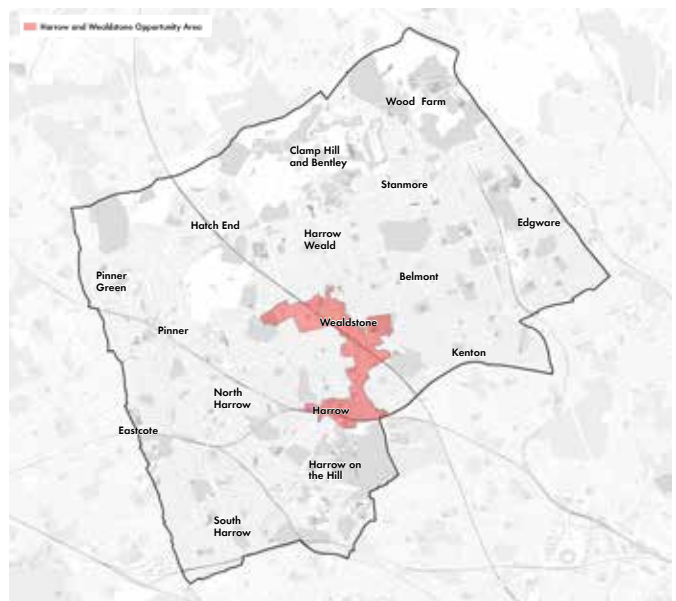 Harrow and Wealdstone Opportunity Area
Wood Farm
Clamp Hill
and Bentley
Stanmore
Hatch End
Edgware
Harrow
Weald
Pinner
Green
Belmont
Wealdstone
Pinner
Kenton
North
Harrow
Harrow
Eastcote
Harrow on
the Hill
South
Harrow